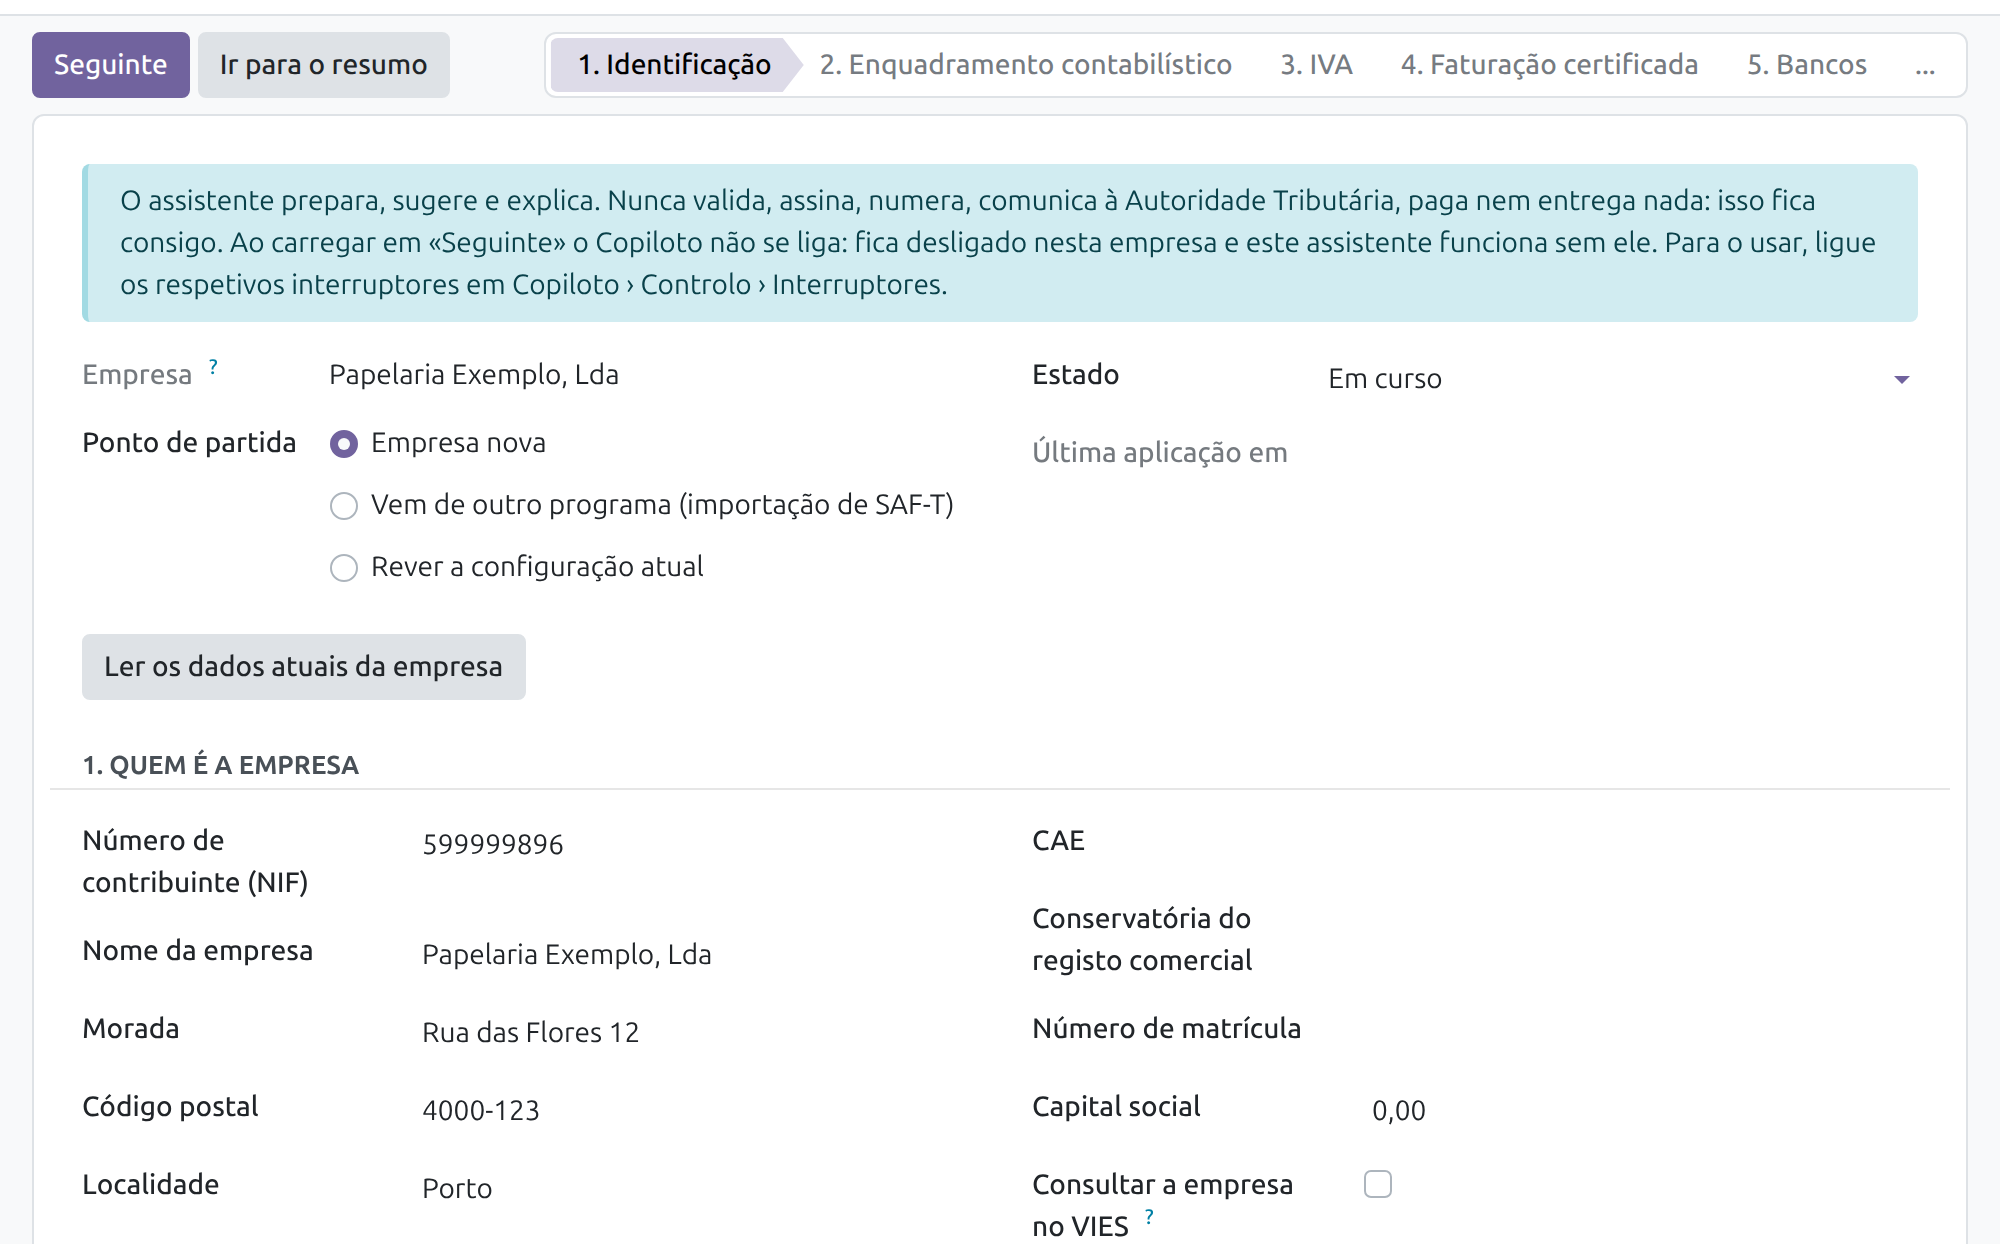 Seguinte
Ir para o resumo
1. Identificação
2. Enquadramento contabilístico
3. IVA
4. Faturação certificada
5. Bancos
...
O assistente prepara, sugere e explica. Nunca valida, assina, numera, comunica à Autoridade Tributária, paga nem entrega nada: isso fica
consigo. Ao carregar em «Seguinte» o Copiloto não se liga: fica desligado nesta empresa e este assistente funciona sem ele. Para o usar, ligue
os respetivos interruptores em Copiloto › Controlo › Interruptores.
Empresa ?
Papelaria Exemplo, Lda
Ponto de partida
Empresa nova
Vem de outro programa (importação de SAF-T)
Rever a configuração atual
Estado
Em curso
Última aplicação em
Ler os dados atuais da empresa
1. QUEM É A EMPRESA
Número de
contribuinte (NIF)
599999896
Nome da empresa
Papelaria Exemplo, Lda
Morada
Rua das Flores 12
Código postal
4000-123
Localidade
Porto
CAE
Conservatória do
registo comercial
Número de matrícula
Capital social
0,00
Consultar a empresa
no VIES ?